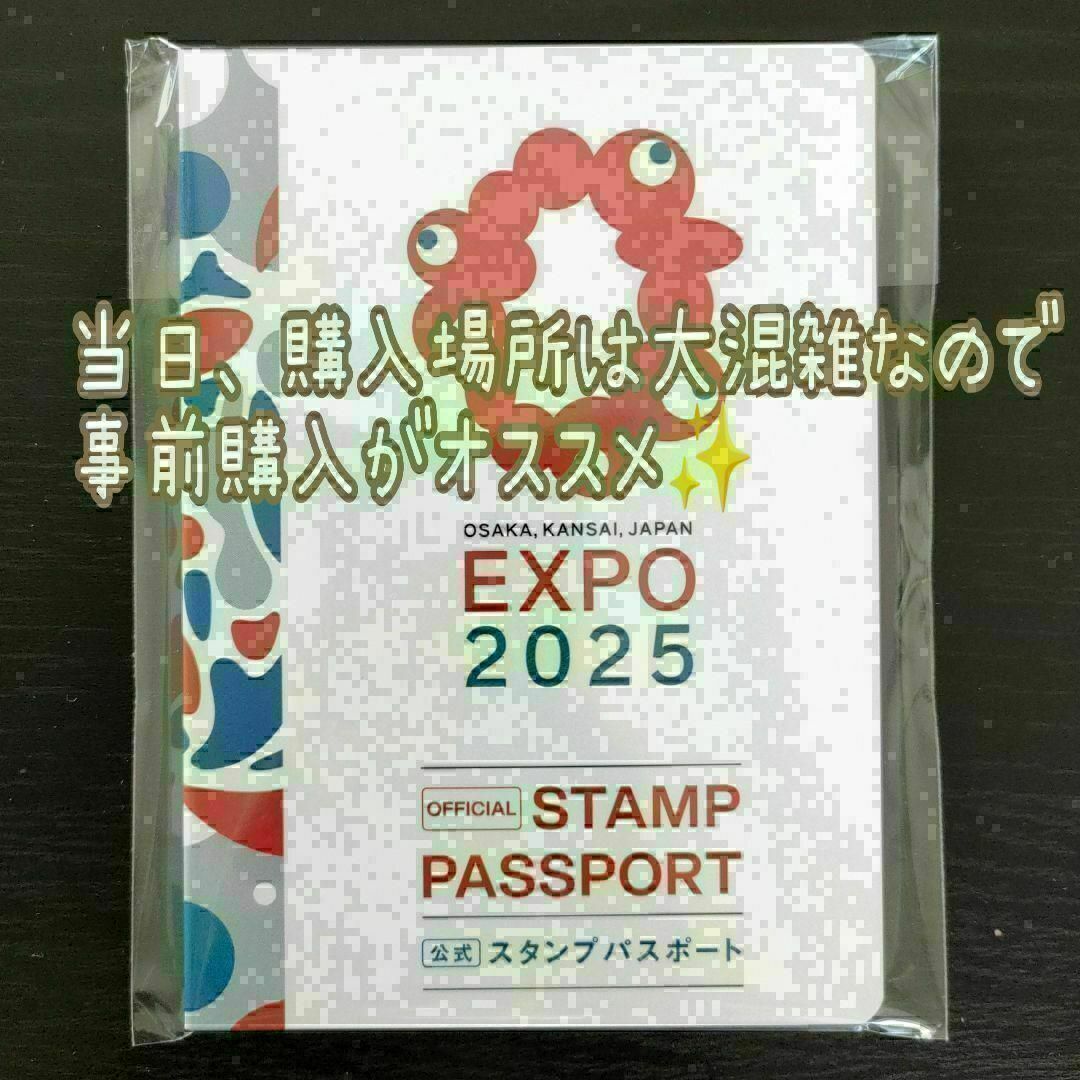 当日、購入場所は大混雑なので
事前購入がオススメ✨
OSAKA, KANSAI, JAPAN
EXPO
2025
OFFICIAL STAMP
PASSPORT
公式 スタンプパスポート